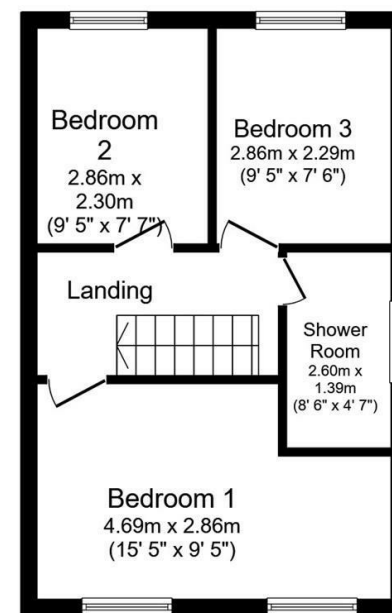 Bedroom
2
2.86m x
2.30m
(9' 5" x 7' 7")
Bedroom 3
2.86m x 2.29m
(9' 5" x 7' 6")
Landing
Shower
Room
2.60m x
1.39m
(8' 6" x 4' 7")
Bedroom 1
4.69m x 2.86m
(15' 5" x 9' 5")